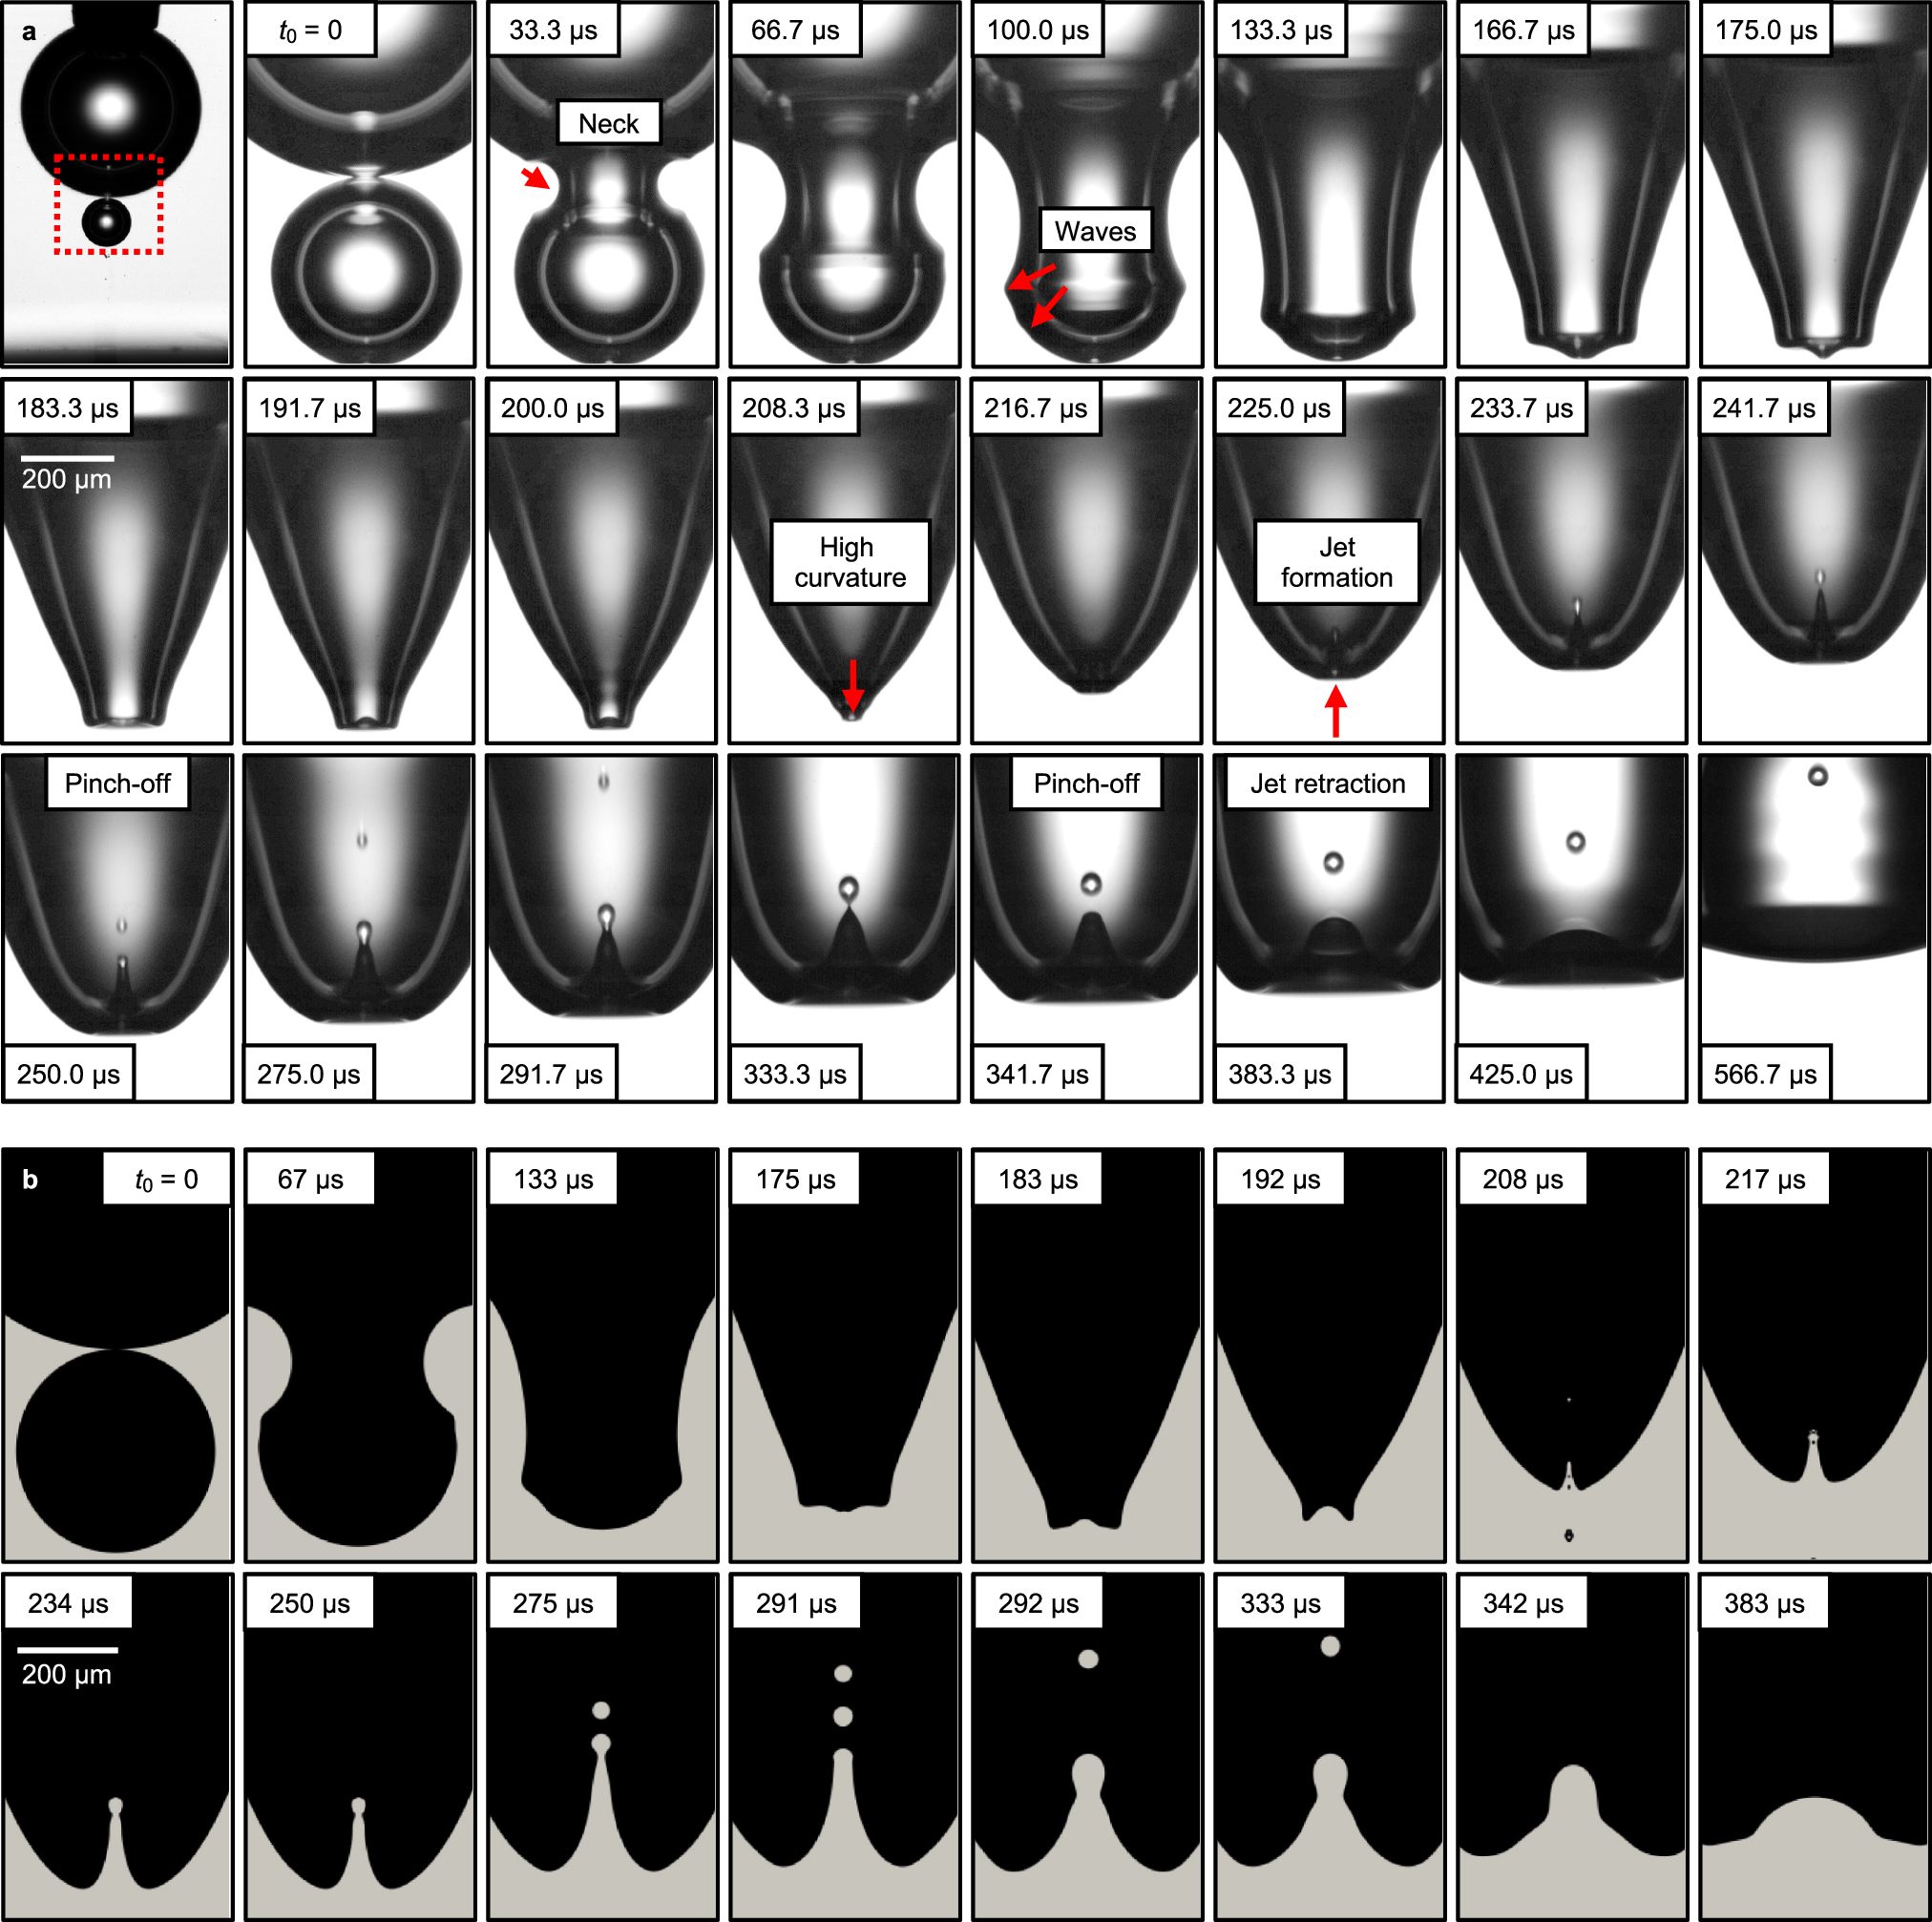 a
t0 = 0
33.3 µs
66.7 µs
100.0 µs
133.3 µs
166.7 µs
175.0 µs
Neck
Waves
183.3 µs
191.7 µs
200.0 µs
208.3 µs
216.7 µs
225.0 µs
233.7 µs
241.7 µs
200 µm
High
curvature
Jet
formation
Pinch-off
Pinch-off
Jet retraction
250.0 µs
275.0 µs
291.7 µs
333.3 µs
341.7 µs
383.3 µs
425.0 µs
566.7 µs
b
t0 = 0
67 µs
133 µs
175 µs
183 µs
192 µs
208 µs
217 µs
234 µs
250 µs
275 µs
291 µs
292 µs
333 µs
342 µs
383 µs
200 µm